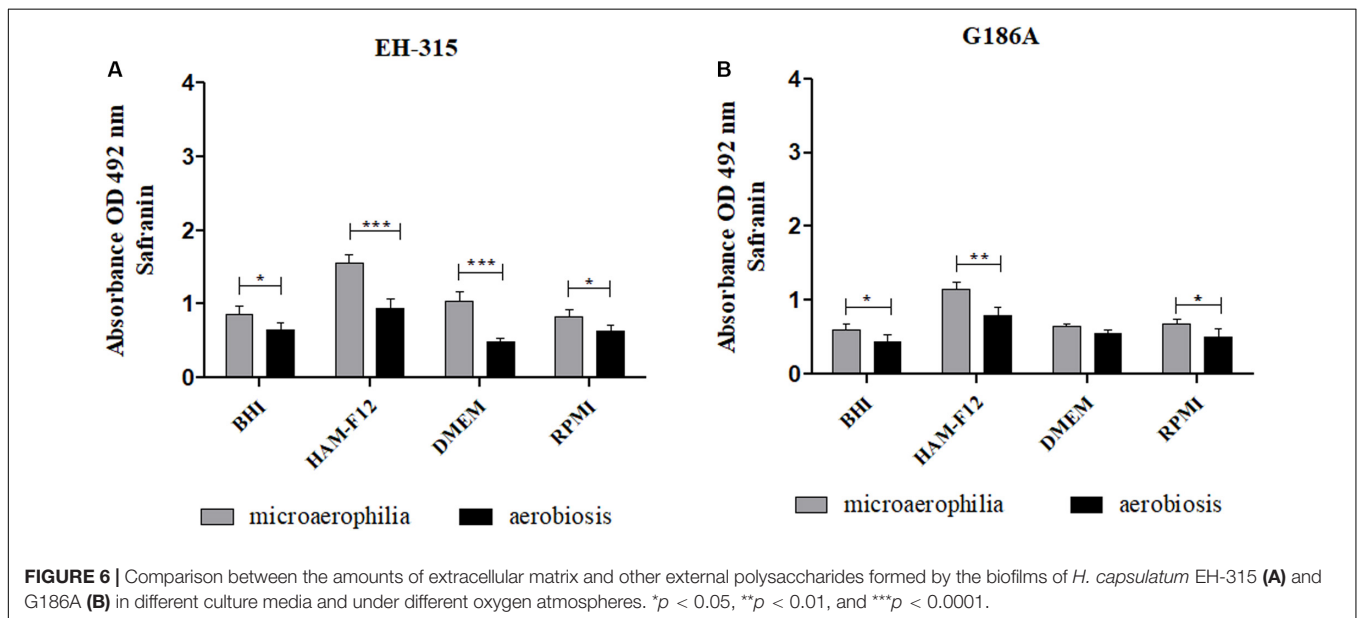 EH-315
A
Absorbance OD 492 nm
Safranin
4
3
2
1
0
*
***
***
*
BHI
HAM-F12
DMEM
RPMI
microaerophilia
aerobiosis
G186A
B
Absorbance OD 492 nm
Safranin
4
3
2
1
0
*
**
*
BHI
HAM-F12
DMEM
RPMI
microaerophilia
aerobiosis
FIGURE 6 | Comparison between the amounts of extracellular matrix and other external polysaccharides formed by the biofilms of H. capsulatum EH-315 (A) and
G186A (B) in different culture media and under different oxygen atmospheres. *p < 0.05, **p < 0.01, and ***p < 0.0001.